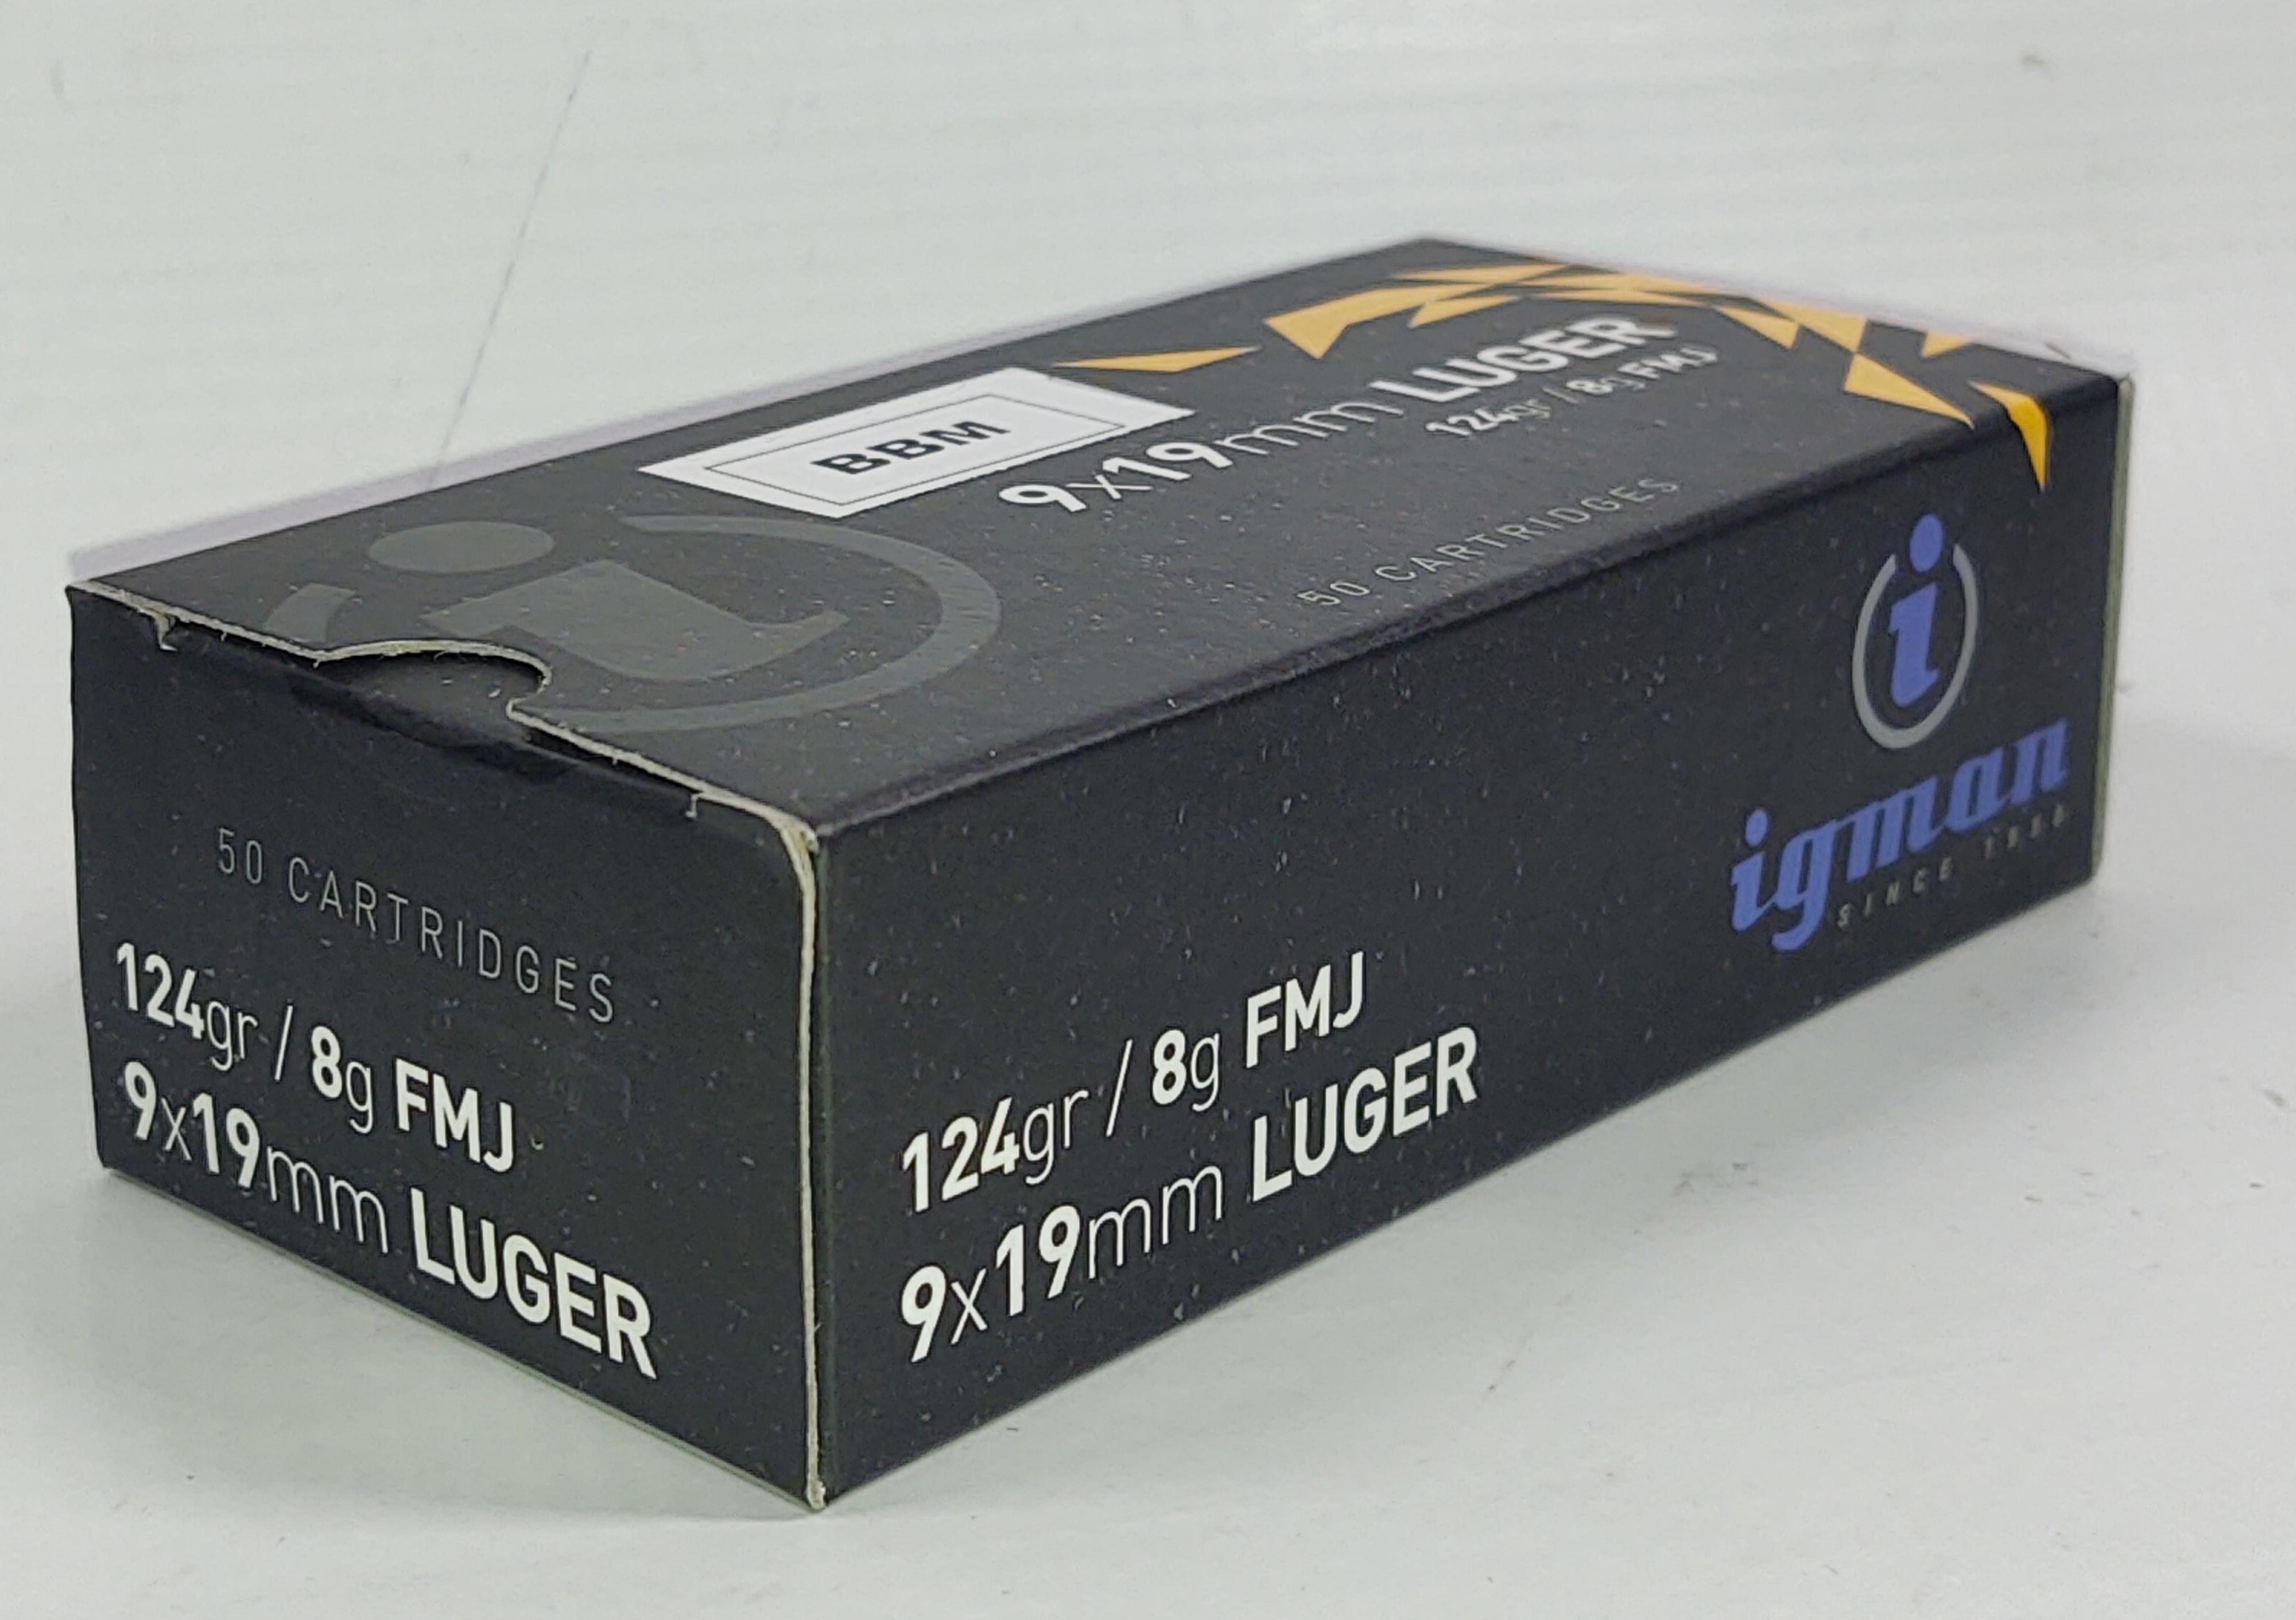 BBM
9x19mm LUGER
124gr / 8g FMJ
50 CARTRIDGES
50 CARTRIDGES
124gr / 8g FMJ
9x19mm LUGER
124gr / 8g FMJ
9x19mm LUGER
i
igman
SINCE